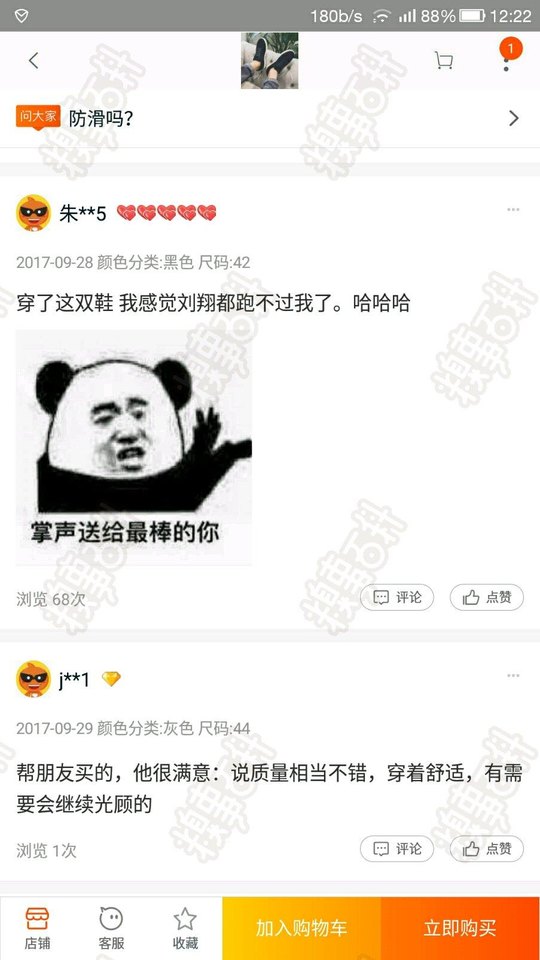 180b/s 88% 12:22
1
问大家 防滑吗?
朱**5
2017-09-28 颜色分类:黑色 尺码:42
穿了这双鞋 我感觉刘翔都跑不过我了。哈哈哈
掌声送给最棒的你
浏览 68次 评论 点赞
j**1
2017-09-29 颜色分类:灰色 尺码:44
帮朋友买的，他很满意：说质量相当不错，穿着舒适，有需
要会继续光顾的
浏览 1次 评论 点赞
店铺 客服 收藏 加入购物车 立即购买